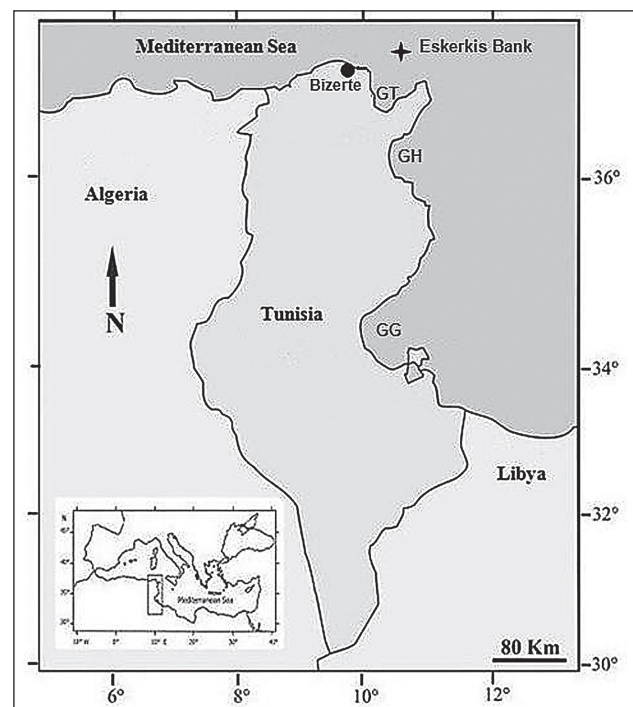 Mediterranean Sea
Eskerkis Bank
Bizerte
GT
GH
36°
Algeria
N
Tunisia
GG
34°
Libya
32°
Mediterranean Sea
80 Km
30°
6°
8°
10°
12°